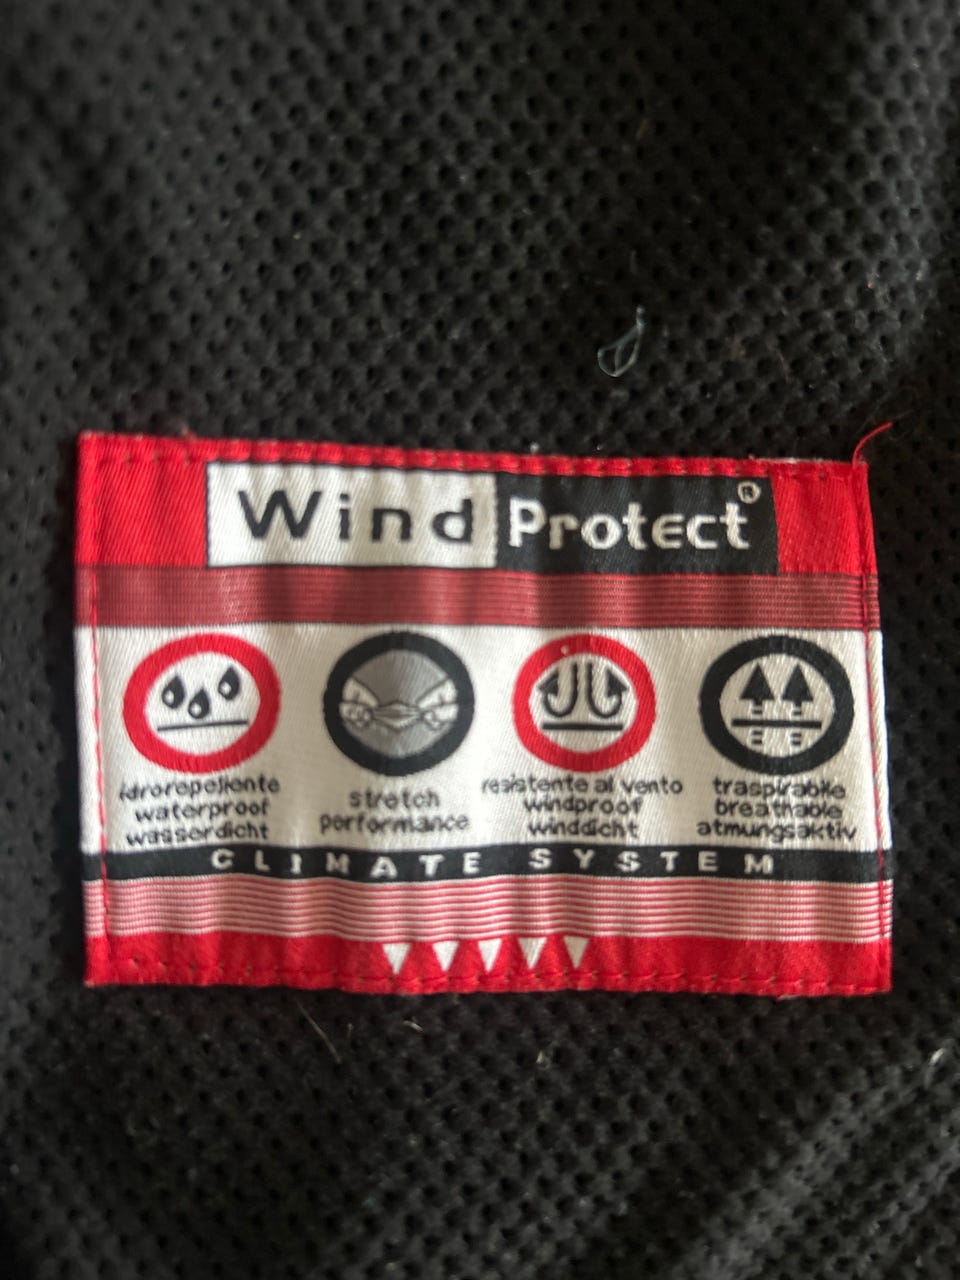 Wind Protect®
idrorepellente
waterproof
wasserdicht
stretch
performance
resistente al vento
windproof
winddicht
traspirabile
breathable
atmungsaktiv
CLIMATE SYSTEM